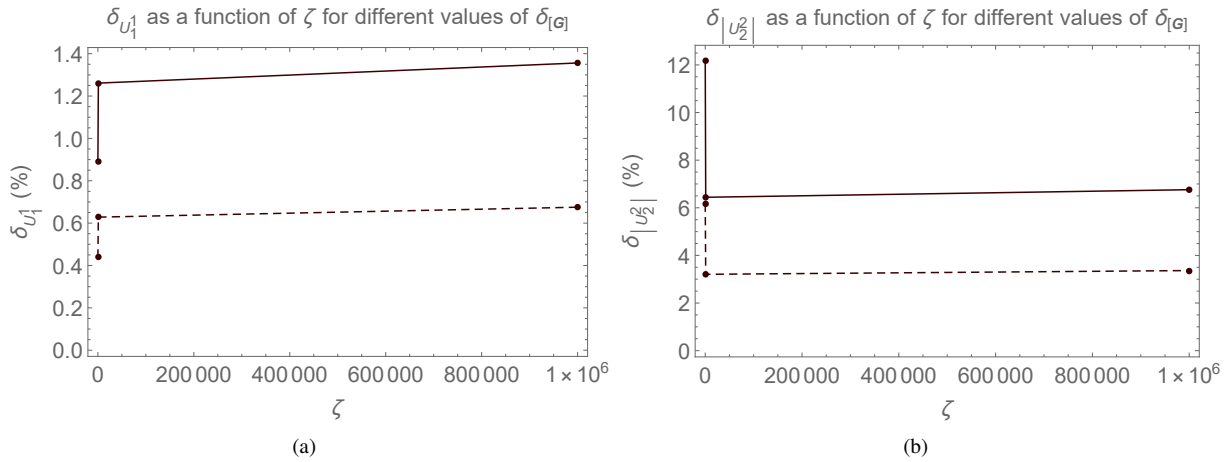 δ_{U_1^1} as a function of ζ for different values of δ_{[G]}
1.4
1.2
1.0
0.8
0.6
0.4
0.2
0.0
δ_{U_1^1} (%)
0
200 000
400 000
600 000
800 000
1 × 10^6
ζ
(a)
δ_{|U_2^2|} as a function of ζ for different values of δ_{[G]}
12
10
8
6
4
2
0
δ_{|U_2^2|} (%)
0
200 000
400 000
600 000
800 000
1 × 10^6
ζ
(b)